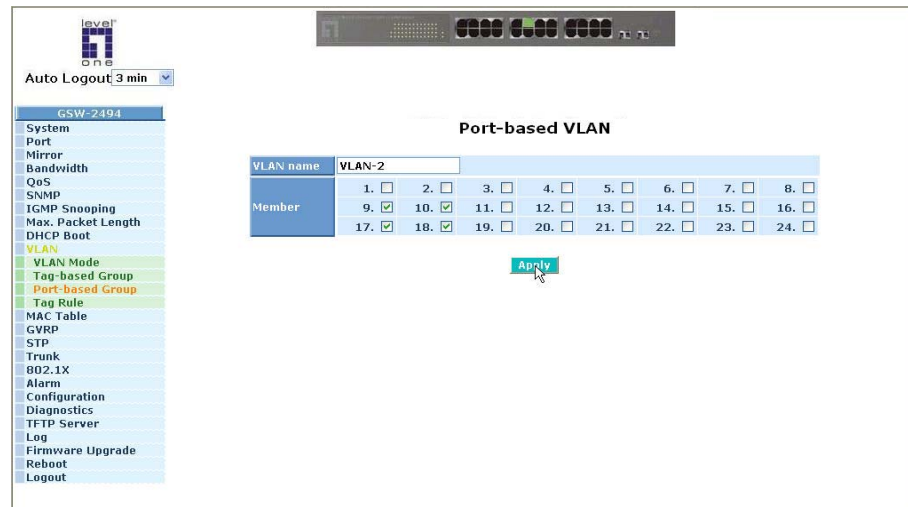 level
one
Auto Logout 3 min
GSW-2494
System
Port
Mirror
Bandwidth
QoS
SNMP
IGMP Snooping
Max. Packet Length
DHCP Boot
VLAN
VLAN Mode
Tag-based Group
Port-based Group
Tag Rule
MAC Table
GVRP
STP
Trunk
802.1X
Alarm
Configuration
Diagnostics
TFTP Server
Log
Firmware Upgrade
Reboot
Logout
Port-based VLAN
VLAN name VLAN-2
Member
1. 2. 3. 4. 5. 6. 7. 8.
9. 10. 11. 12. 13. 14. 15. 16.
17. 18. 19. 20. 21. 22. 23. 24.
Apply